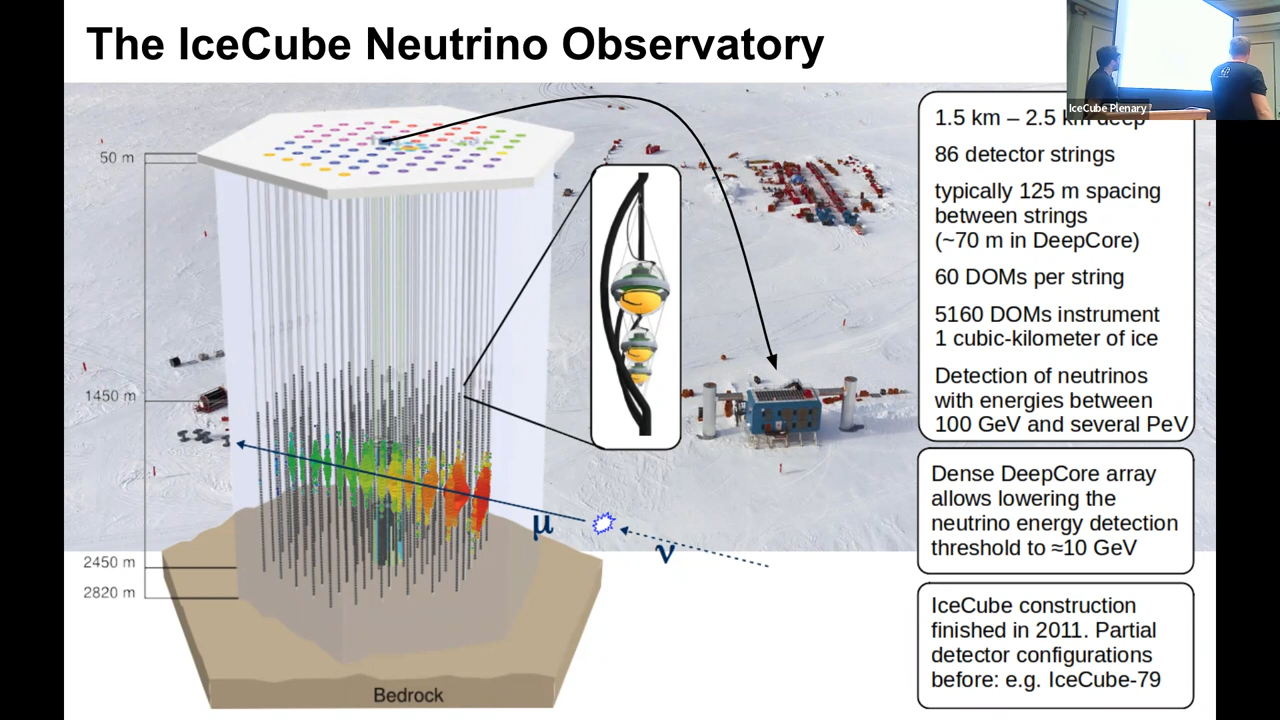 The IceCube Neutrino Observatory
IceCube Plenary
50 m
1450 m
2450 m
2820 m
μ
ν
Bedrock
1.5 km – 2.5 km deep
86 detector strings
typically 125 m spacing
between strings
(~70 m in DeepCore)
60 DOMs per string
5160 DOMs instrument
1 cubic-kilometer of ice
Detection of neutrinos
with energies between
100 GeV and several PeV
Dense DeepCore array
allows lowering the
neutrino energy detection
threshold to ≈10 GeV
IceCube construction
finished in 2011. Partial
detector configurations
before: e.g. IceCube-79